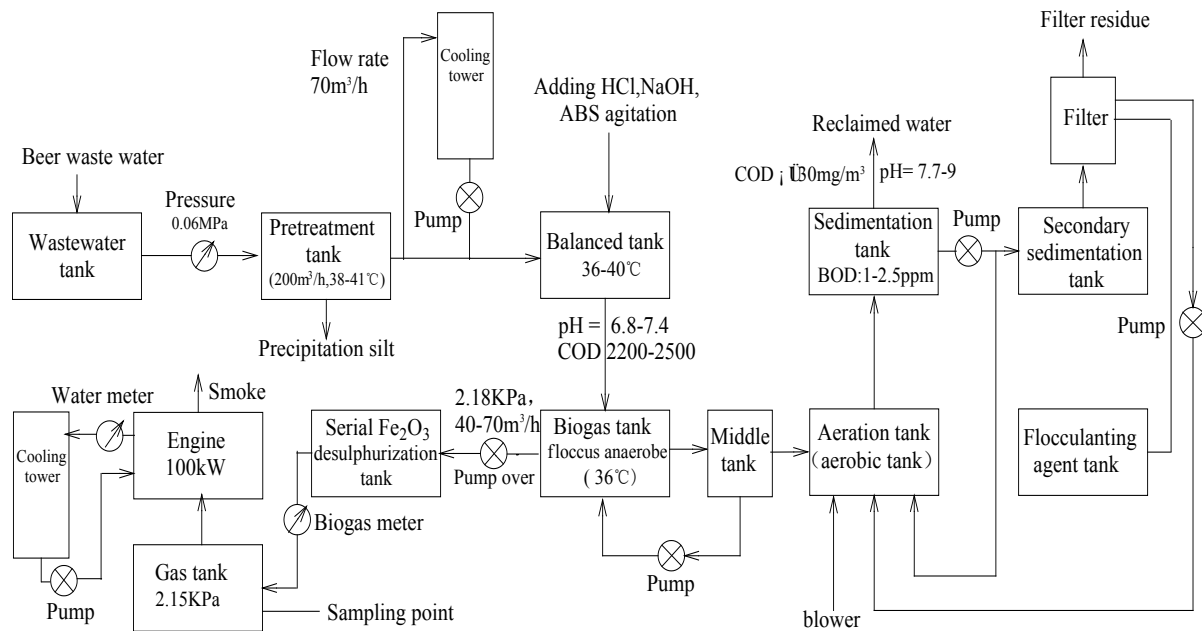 Filter residue
Cooling
tower
Flow rate
70m³/h
Adding HCl,NaOH,
ABS agitation
Filter
Reclaimed water
Beer waste water
COD ¡Ü30mg/m³
pH= 7.7-9
Pressure
0.06MPa
Pump
Wastewater
tank
Pretreatment
tank
(200m³/h,38-41℃)
Balanced tank
36-40℃
Sedimentation
tank
BOD:1-2.5ppm
Pump
Secondary
sedimentation
tank
Precipitation silt
pH = 6.8-7.4
COD 2200-2500
Pump
Water meter
Smoke
2.18KPa,
40-70m³/h
Cooling
tower
Engine
100kW
Serial Fe₂O₃
desulphurization
tank
Pump over
Biogas tank
floccus anaerobe
( 36℃)
Middle
tank
Aeration tank
(aerobic tank)
Flocculanting
agent tank
Biogas meter
Pump
Gas tank
2.15KPa
Pump
Sampling point
blower